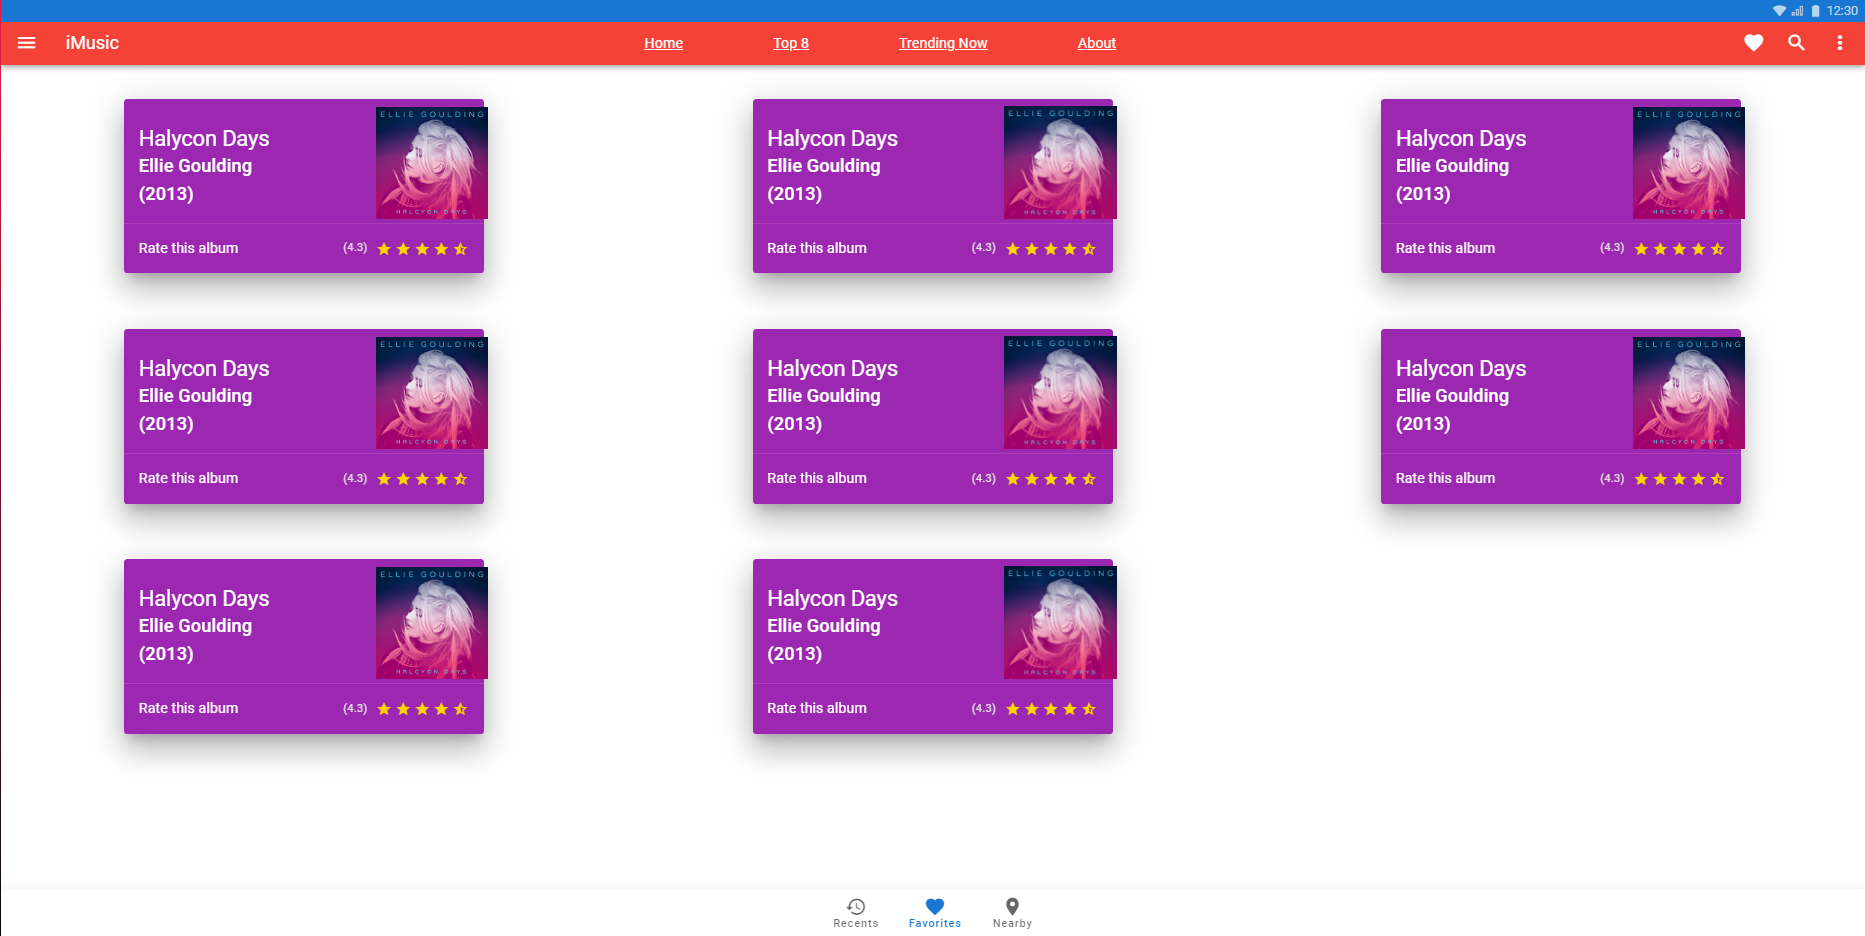 12:30
iMusic
Home Top 8 Trending Now About
ELLIE GOULDING ELLIE GOULDING ELLIE GOULDING
Halycon Days Halycon Days Halycon Days
Ellie Goulding Ellie Goulding Ellie Goulding
(2013) (2013) (2013)
HALCYON DAYS HALCYON DAYS HALCYON DAYS
Rate this album (4.3) Rate this album (4.3) Rate this album (4.3)
ELLIE GOULDING ELLIE GOULDING ELLIE GOULDING
Halycon Days Halycon Days Halycon Days
Ellie Goulding Ellie Goulding Ellie Goulding
(2013) (2013) (2013)
HALCYON DAYS HALCYON DAYS HALCYON DAYS
Rate this album (4.3) Rate this album (4.3) Rate this album (4.3)
ELLIE GOULDING ELLIE GOULDING
Halycon Days Halycon Days
Ellie Goulding Ellie Goulding
(2013) (2013)
HALCYON DAYS HALCYON DAYS
Rate this album (4.3) Rate this album (4.3)
Recents Favorites Nearby